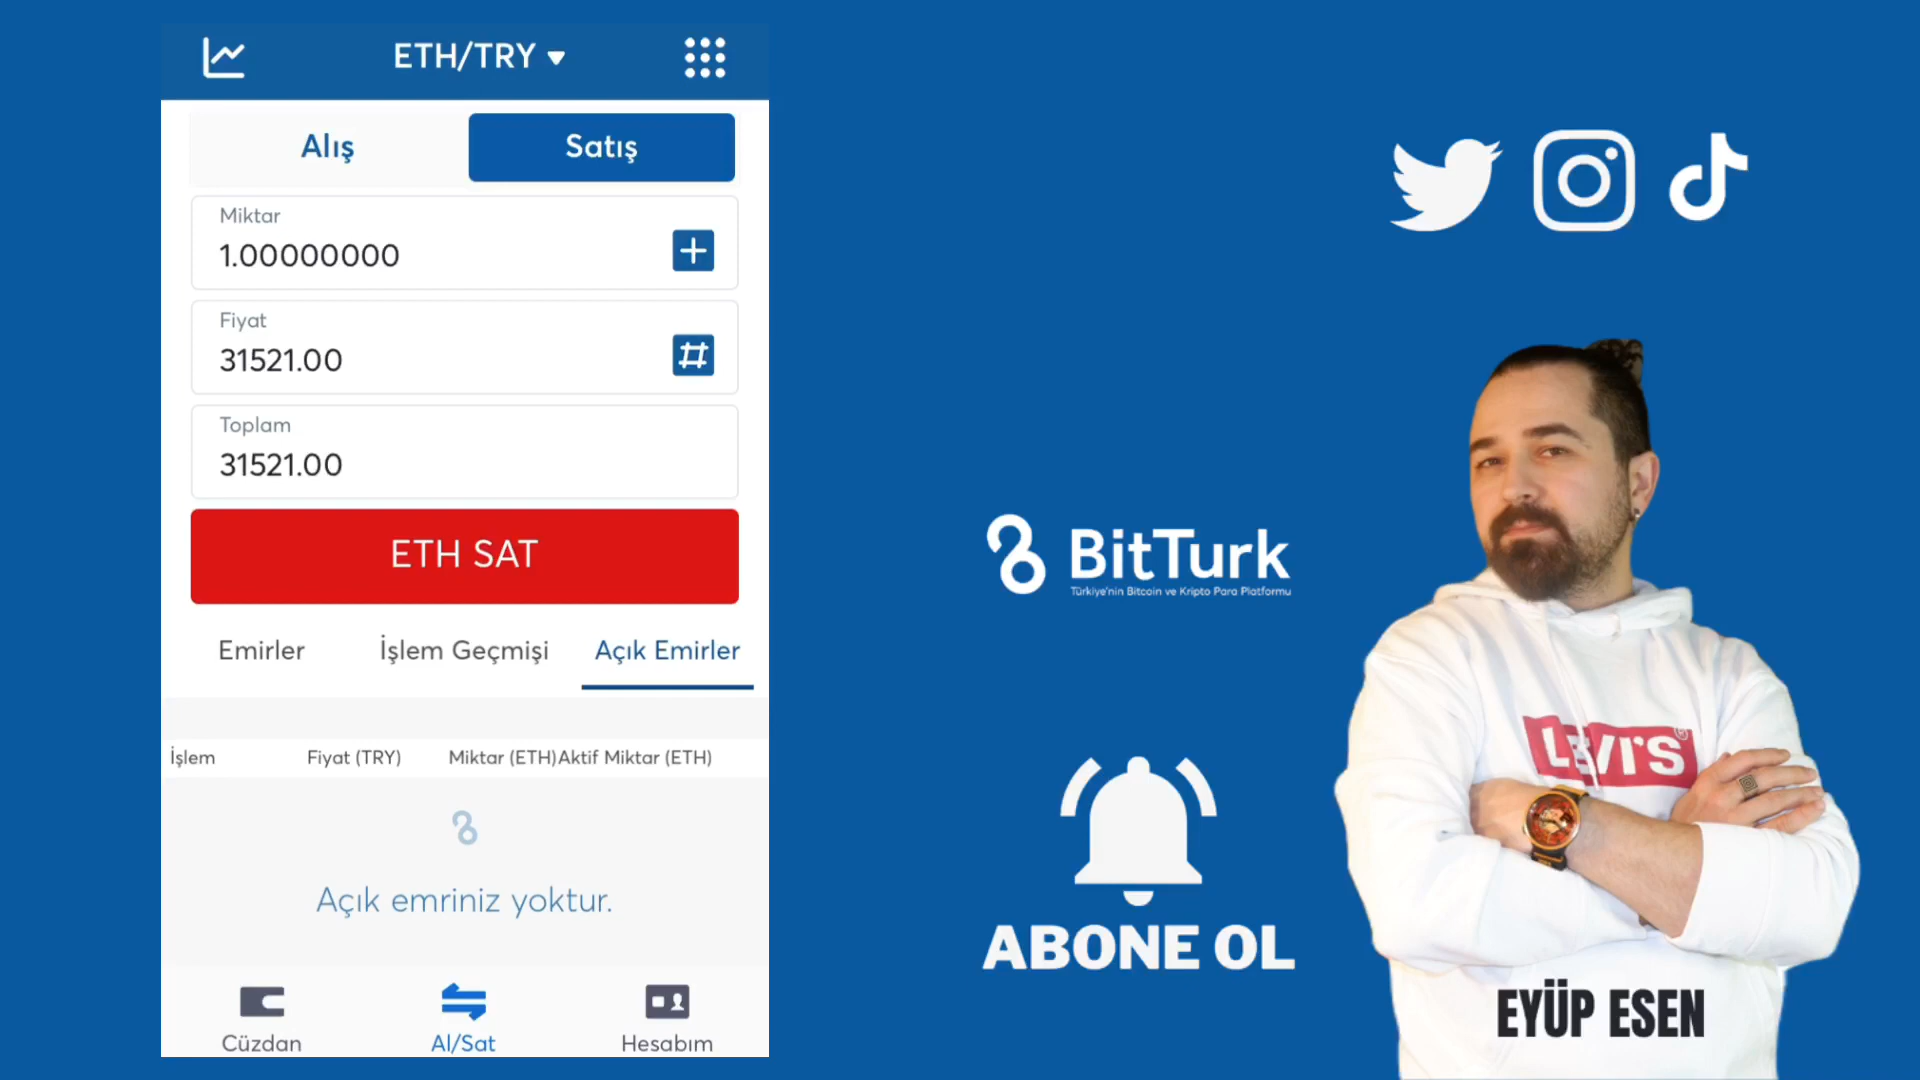 ETH/TRY
Alış
Satış
Miktar
1.00000000
Fiyat
31521.00
Toplam
31521.00
ETH SAT
Emirler
İşlem Geçmişi
Açık Emirler
İşlem
Fiyat (TRY)
Miktar (ETH)
Aktif Miktar (ETH)
Açık emriniz yoktur.
Cüzdan
Al/Sat
Hesabım
BitTurk
Türkiye'nin Bitcoin ve Kripto Para Platformu
ABONE OL
LEVI'S®
EYÜP ESEN